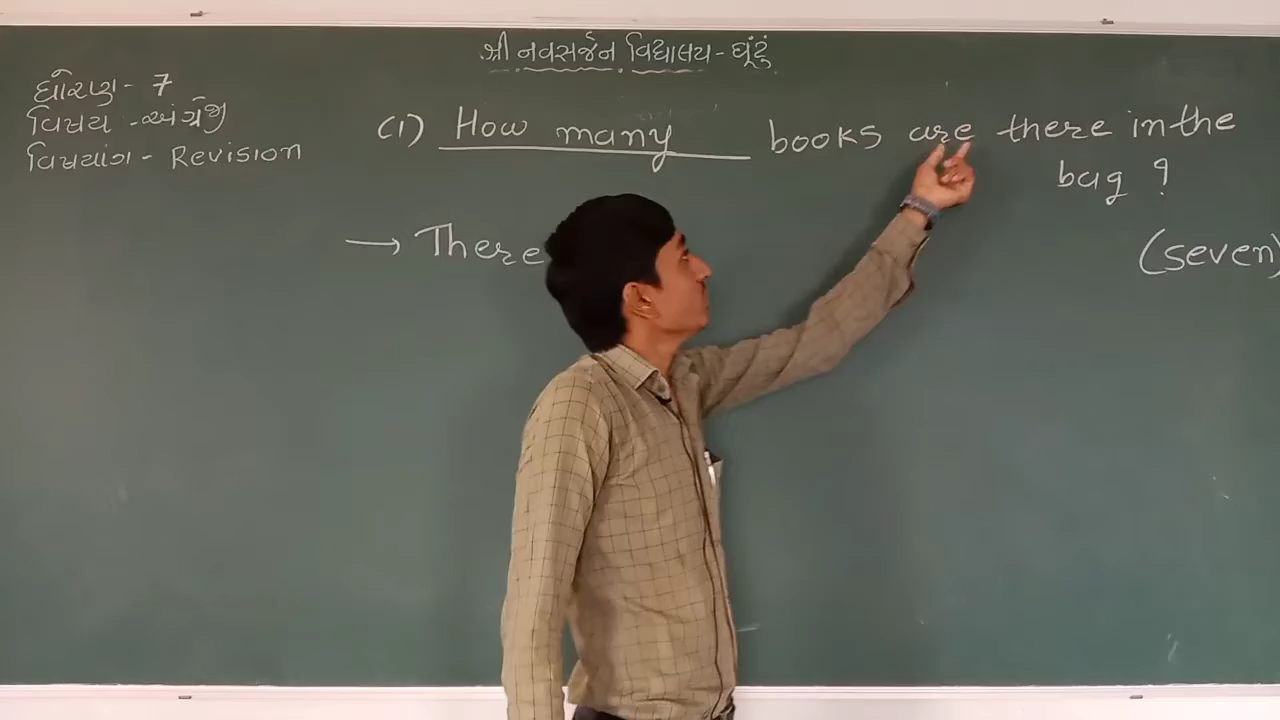 શ્રી નવસર્જન વિદ્યાલય - ઘૂંટું
ધોરણ - 7
વિષય - અંગ્રેજી
વિષયાંગ - Revision
(1) How many books are there in the
bag ?
→ There
(seven)